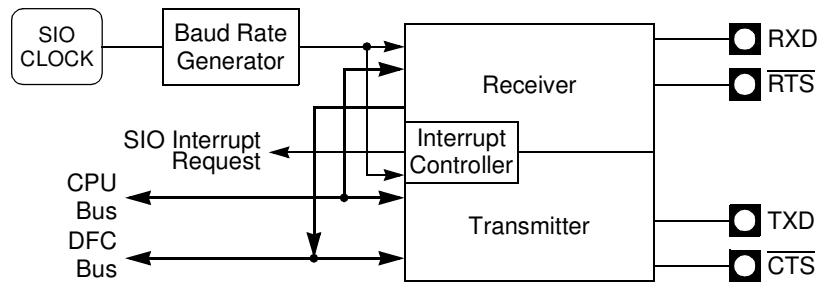 SIO
CLOCK
Baud Rate
Generator
Receiver
RXD
RTS
SIO Interrupt
Request
Interrupt
Controller
CPU
Bus
DFC
Bus
Transmitter
TXD
CTS